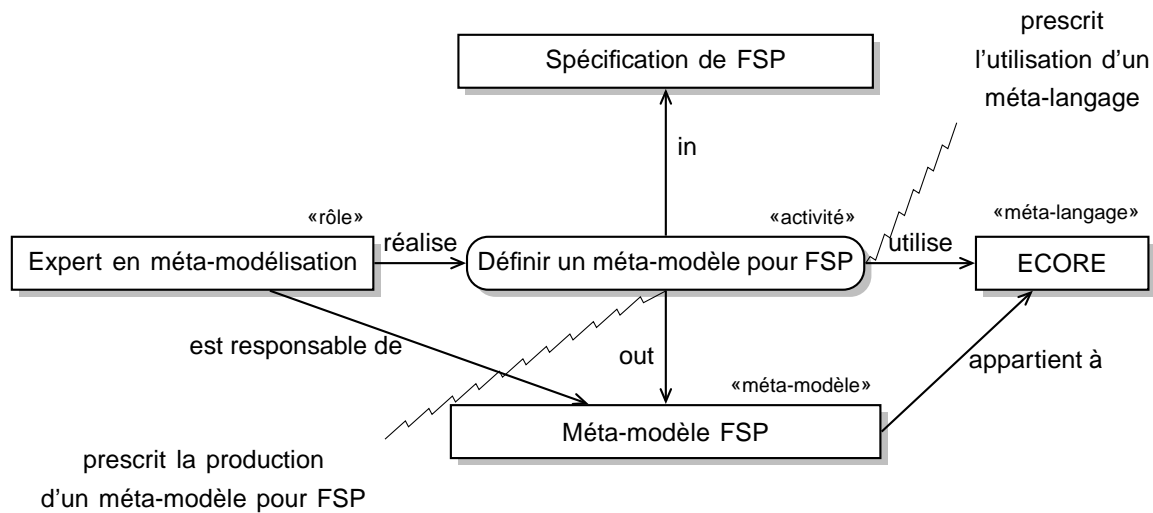 prescrit
l'utilisation d'un
méta-langage
Spécification de FSP
in
«rôle»
«activité»
«méta-langage»
Expert en méta-modélisation
réalise
Définir un méta-modèle pour FSP
utilise
ECORE
est responsable de
out
appartient à
«méta-modèle»
Méta-modèle FSP
prescrit la production
d'un méta-modèle pour FSP